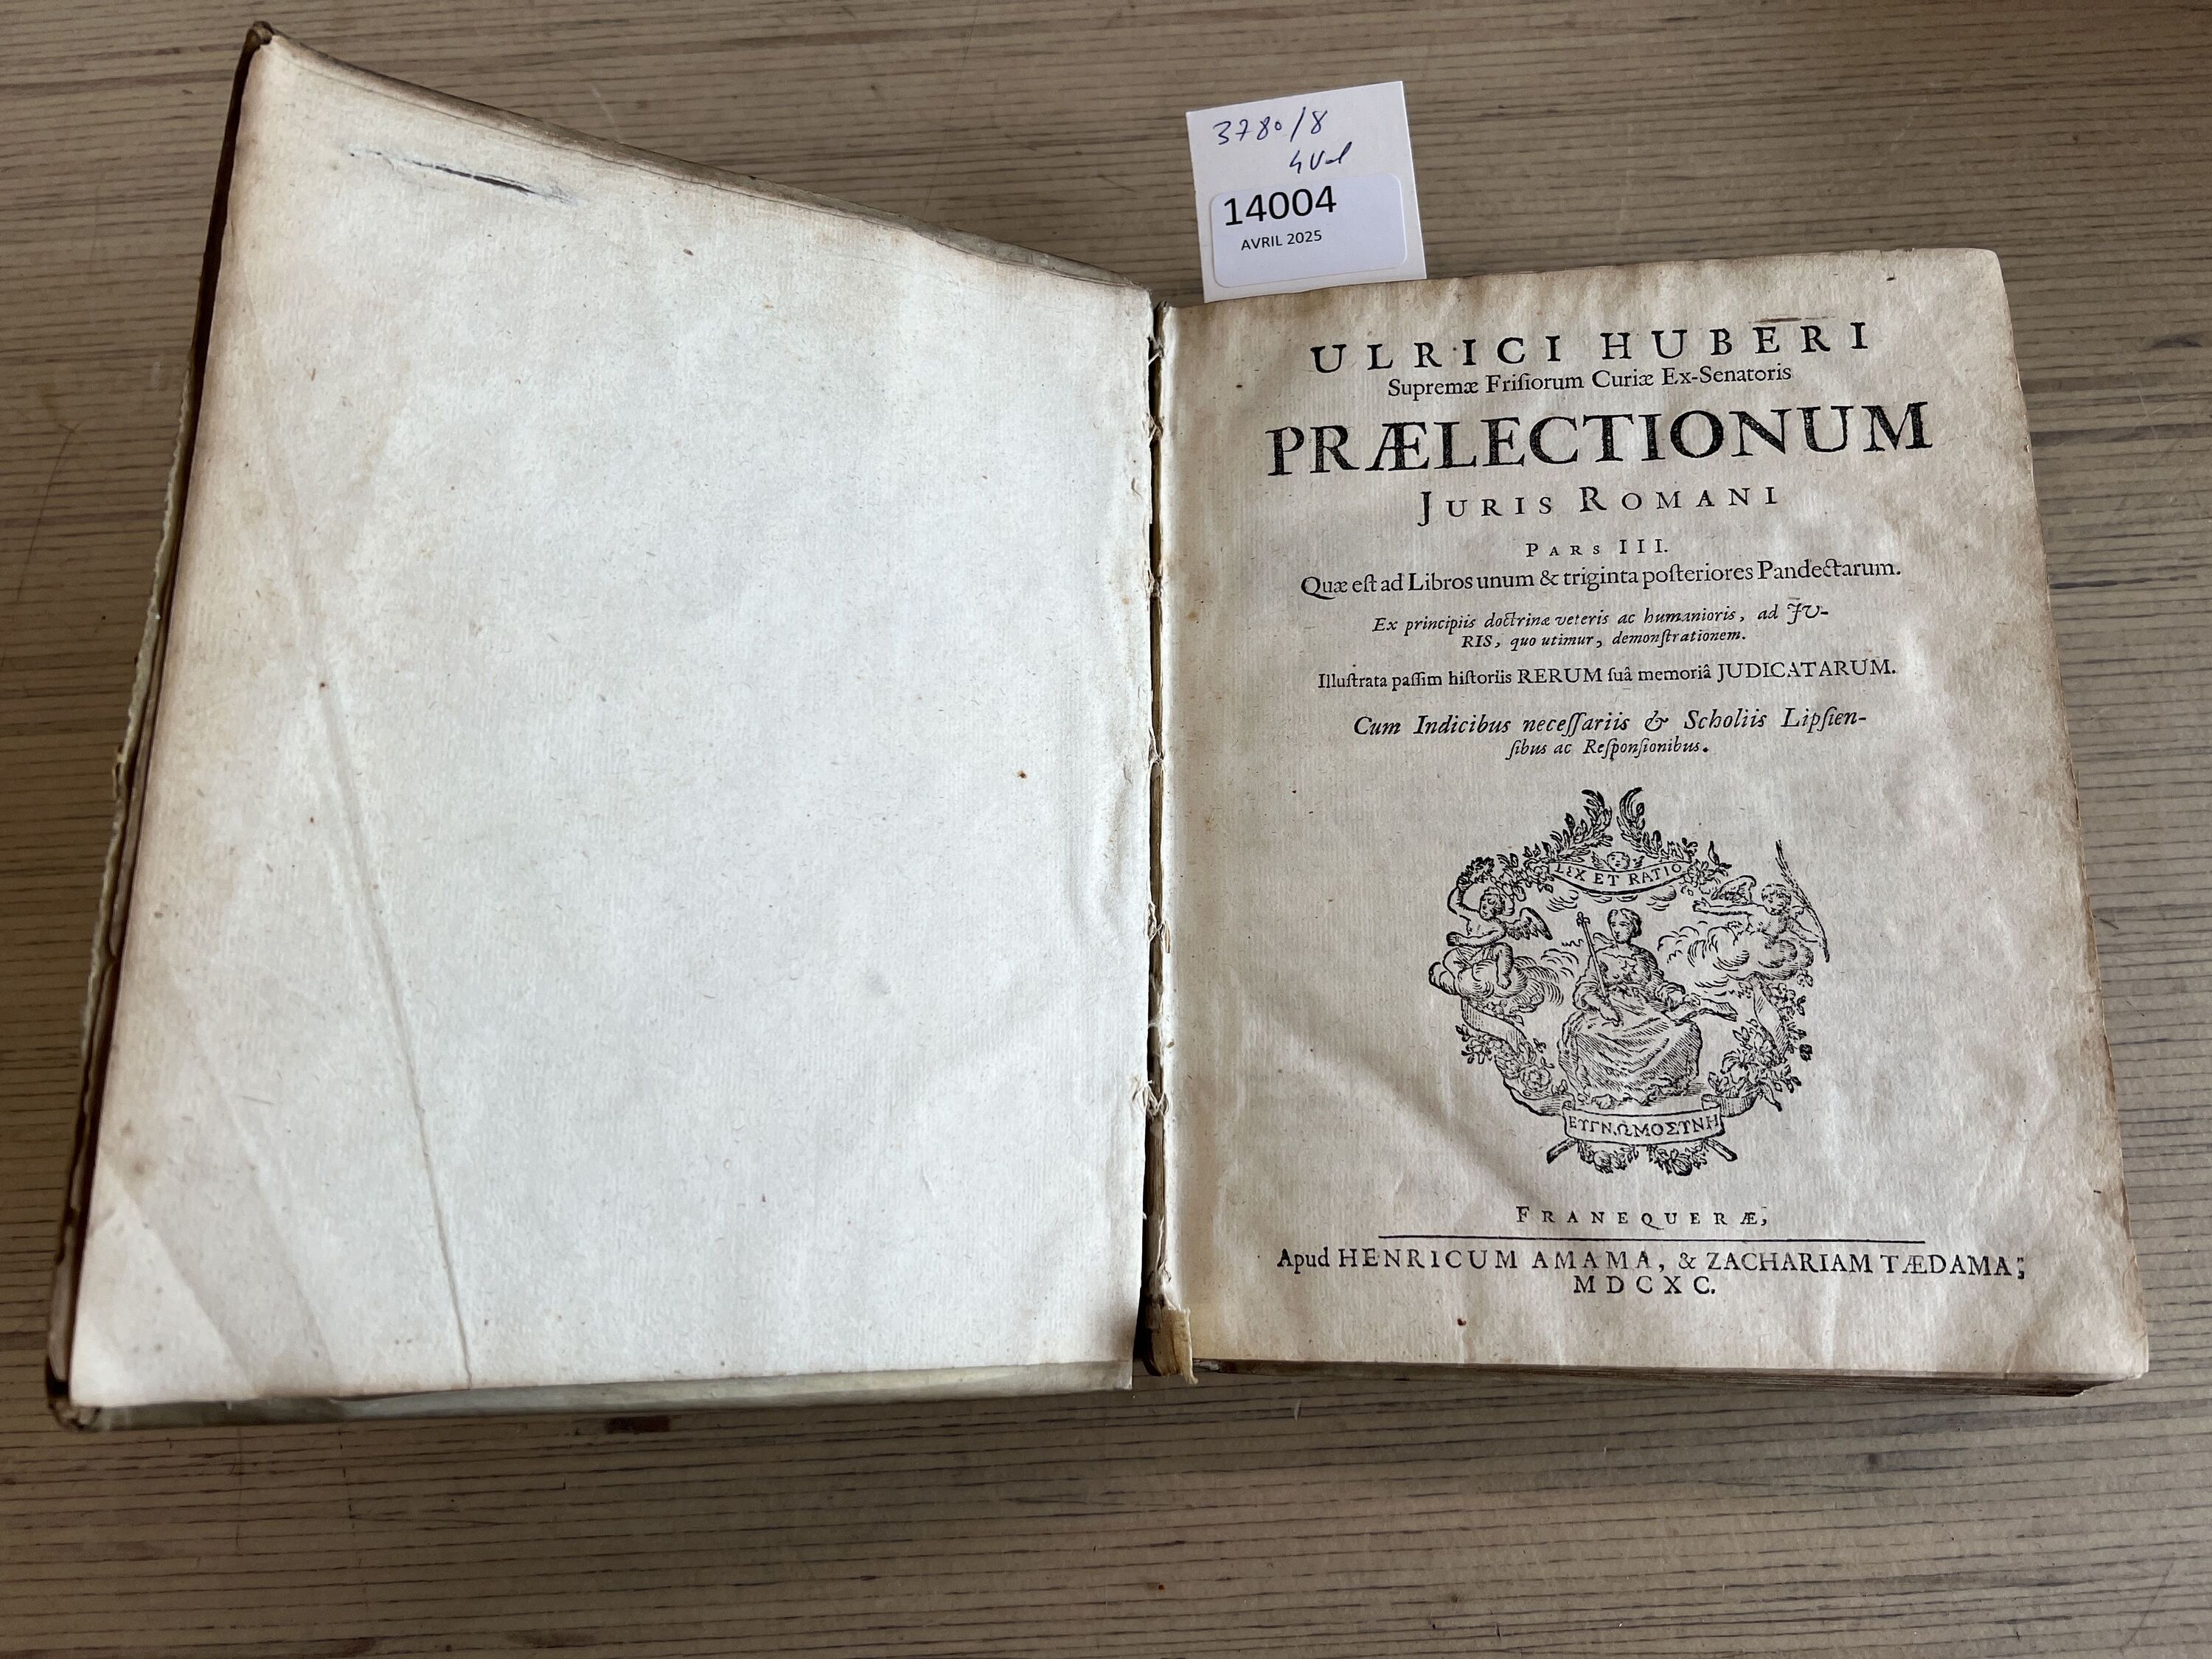 3780/8
4 Vol
14004
AVRIL 2025
ULRICI HUBERI
Supremæ Friſiorum Curiæ Ex-Senatoris
PRÆLECTIONUM
JURIS ROMANI
PARS III.
Quæ eſt ad Libros unum & triginta poſteriores Pandectarum.
Ex principiis doctrinæ veteris ac humanioris, ad JU-
RIS, quo utimur, demonſtrationem.
Illuſtrata paſſim hiſtoriis RERUM ſuâ memoriâ JUDICATARUM.
Cum Indicibus neceſſariis & Scholiis Lipſien-
ſibus ac Reſponſionibus.
LEX ET RATIO
ΕΥΓΝΩΜΟΣΥΝΗ
FRANEQUERÆ,
Apud HENRICUM AMAMA, & ZACHARIAM TÆDAMA;
MDCXC.